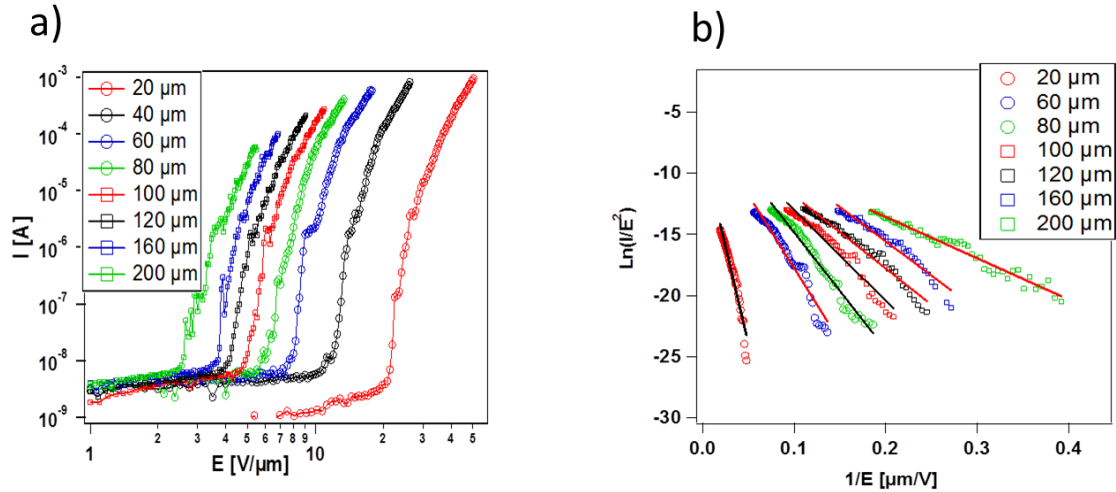 a)
10⁻³
10⁻⁴
10⁻⁵
10⁻⁶
10⁻⁷
10⁻⁸
10⁻⁹
I [A]
20 µm
40 µm
60 µm
80 µm
100 µm
120 µm
160 µm
200 µm
1 2 3 4 5 6 7 8 9 10 2 3 4 5
E [V/µm]
b)
-5
-10
-15
-20
-25
-30
Ln(I/E²)
20 µm
60 µm
80 µm
100 µm
120 µm
160 µm
200 µm
0.0 0.1 0.2 0.3 0.4
1/E [µm/V]